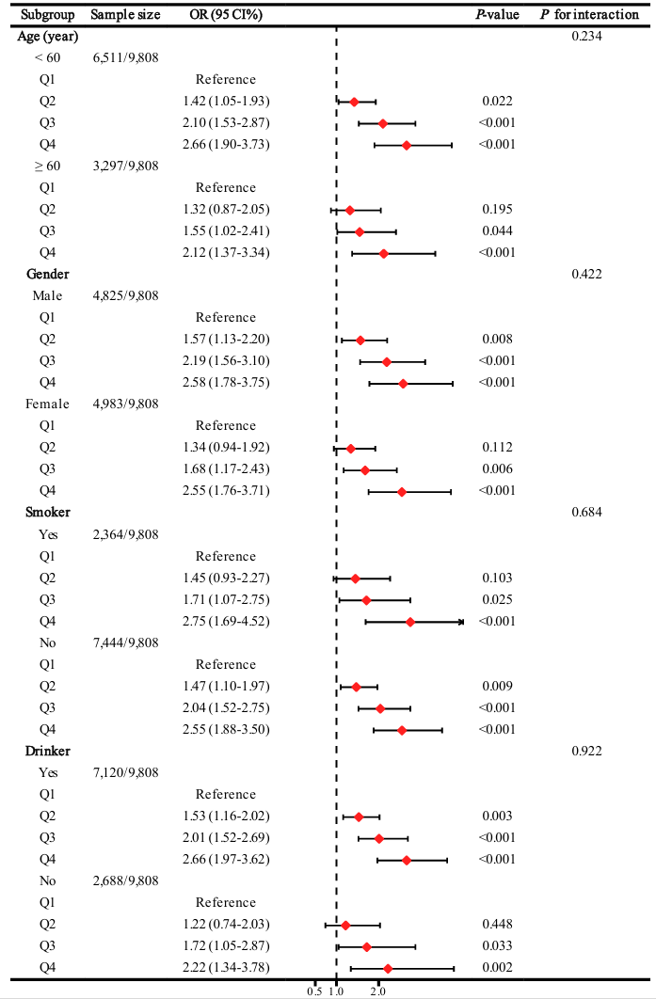 Subgroup Sample size OR (95 CI%) P-value P for interaction
Age (year) 0.234
< 60 6,511/9,808
Q1 Reference
Q2 1.42 (1.05-1.93) 0.022
Q3 2.10 (1.53-2.87) <0.001
Q4 2.66 (1.90-3.73) <0.001
≥ 60 3,297/9,808
Q1 Reference
Q2 1.32 (0.87-2.05) 0.195
Q3 1.55 (1.02-2.41) 0.044
Q4 2.12 (1.37-3.34) <0.001
Gender 0.422
Male 4,825/9,808
Q1 Reference
Q2 1.57 (1.13-2.20) 0.008
Q3 2.19 (1.56-3.10) <0.001
Q4 2.58 (1.78-3.75) <0.001
Female 4,983/9,808
Q1 Reference
Q2 1.34 (0.94-1.92) 0.112
Q3 1.68 (1.17-2.43) 0.006
Q4 2.55 (1.76-3.71) <0.001
Smoker 0.684
Yes 2,364/9,808
Q1 Reference
Q2 1.45 (0.93-2.27) 0.103
Q3 1.71 (1.07-2.75) 0.025
Q4 2.75 (1.69-4.52) <0.001
No 7,444/9,808
Q1 Reference
Q2 1.47 (1.10-1.97) 0.009
Q3 2.04 (1.52-2.75) <0.001
Q4 2.55 (1.88-3.50) <0.001
Drinker 0.922
Yes 7,120/9,808
Q1 Reference
Q2 1.53 (1.16-2.02) 0.003
Q3 2.01 (1.52-2.69) <0.001
Q4 2.66 (1.97-3.62) <0.001
No 2,688/9,808
Q1 Reference
Q2 1.22 (0.74-2.03) 0.448
Q3 1.72 (1.05-2.87) 0.033
Q4 2.22 (1.34-3.78) 0.002
0.5 1.0 2.0